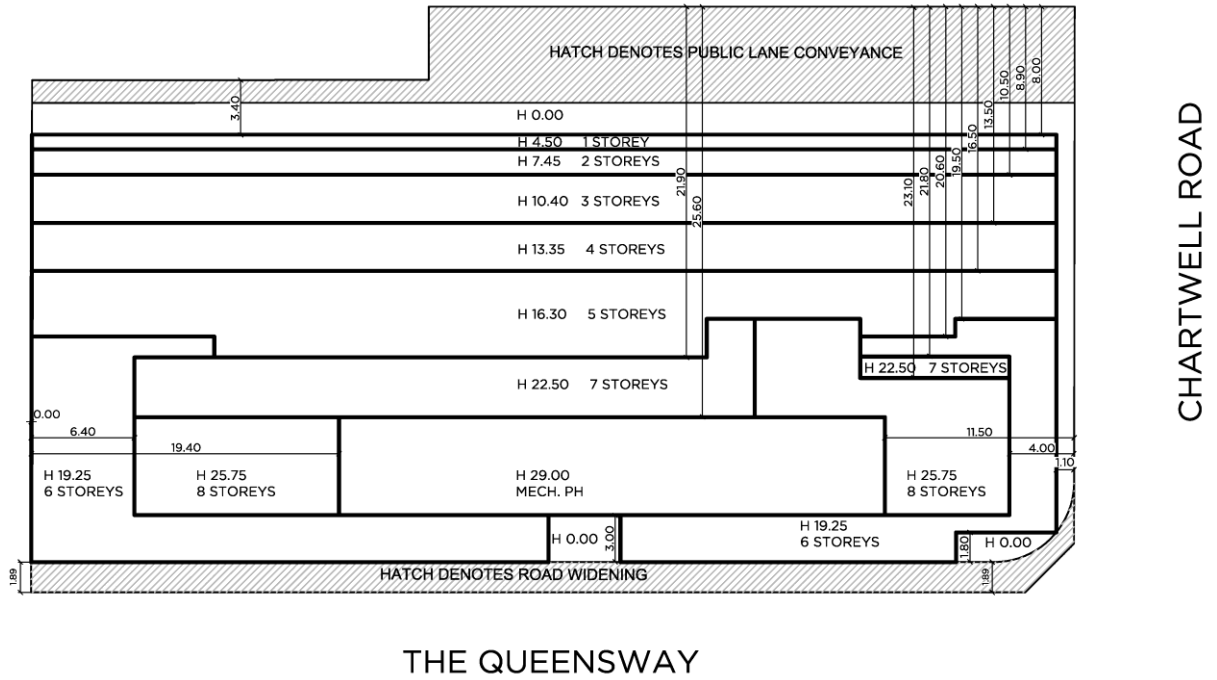 HATCH DENOTES PUBLIC LANE CONVEYANCE
3.40
H 0.00
H 4.50 1 STOREY
H 7.45 2 STOREYS
H 10.40 3 STOREYS
H 13.35 4 STOREYS
H 16.30 5 STOREYS
H 22.50 7 STOREYS
21.90
25.60
23.10
21.80
20.60
19.50
16.50
13.50
10.50
8.90
8.00
H 22.50 7 STOREYS
0.00
6.40
19.40
11.50
4.00
1.10
H 19.25
6 STOREYS
H 25.75
8 STOREYS
H 29.00
MECH. PH
H 25.75
8 STOREYS
H 0.00
3.00
H 19.25
6 STOREYS
1.80
H 0.00
1.89
HATCH DENOTES ROAD WIDENING
1.89
THE QUEENSWAY
CHARTWELL ROAD